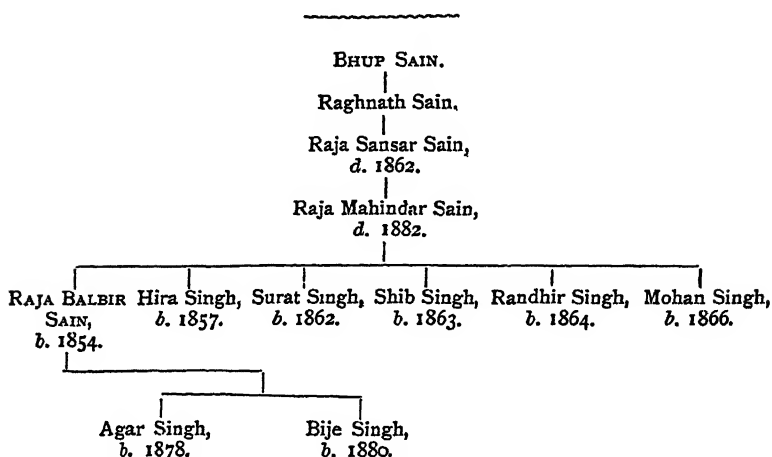 BHUP SAIN.
Raghnath Sain.
Raja Sansar Sain,
d. 1862.
Raja Mahindar Sain,
d. 1882.
RAJA BALBIR Hira Singh, Surat Singh, Shib Singh, Randhir Singh, Mohan Singh,
SAIN, b. 1857. b. 1862. b. 1863. b. 1864. b. 1866.
b. 1854.
Agar Singh, Bije Singh,
b. 1878. b. 1880.